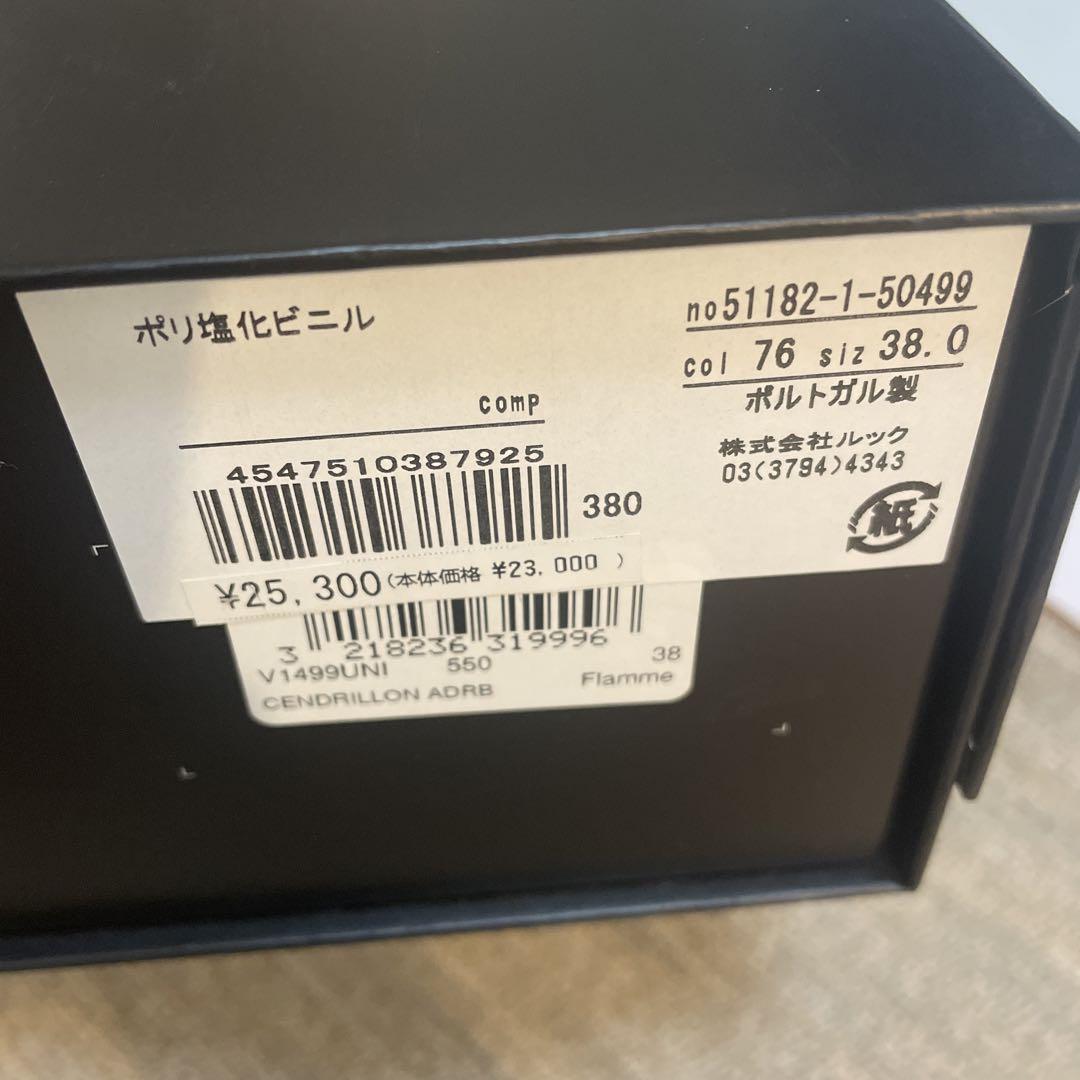 ポリ塩化ビニル
comp
no51182-1-50499
col 76 siz 38.0
ポルトガル製
株式会社ルック
03(3794)4343
紙
4547510387925
380
¥25,300(本体価格 ¥23,000 )
3 218236 319996
V1499UNI 550 38
CENDRILLON ADRB Flamme